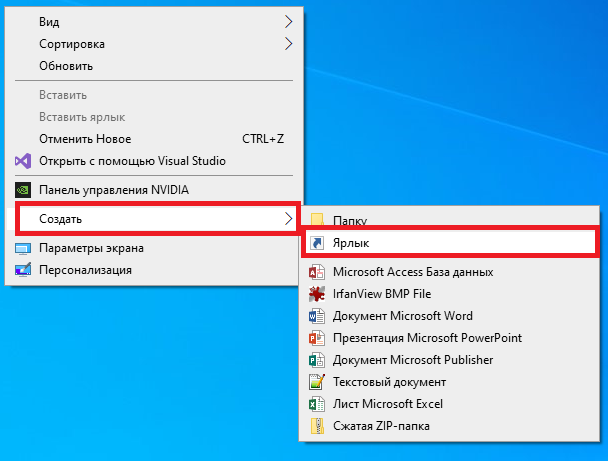 Вид
Сортировка
Обновить
Вставить
Вставить ярлык
Отменить Новое CTRL+Z
Открыть с помощью Visual Studio
Панель управления NVIDIA
Создать
Параметры экрана
Персонализация
Папку
Ярлык
Microsoft Access База данных
IrfanView BMP File
Документ Microsoft Word
Презентация Microsoft PowerPoint
Документ Microsoft Publisher
Текстовый документ
Лист Microsoft Excel
Сжатая ZIP-папка